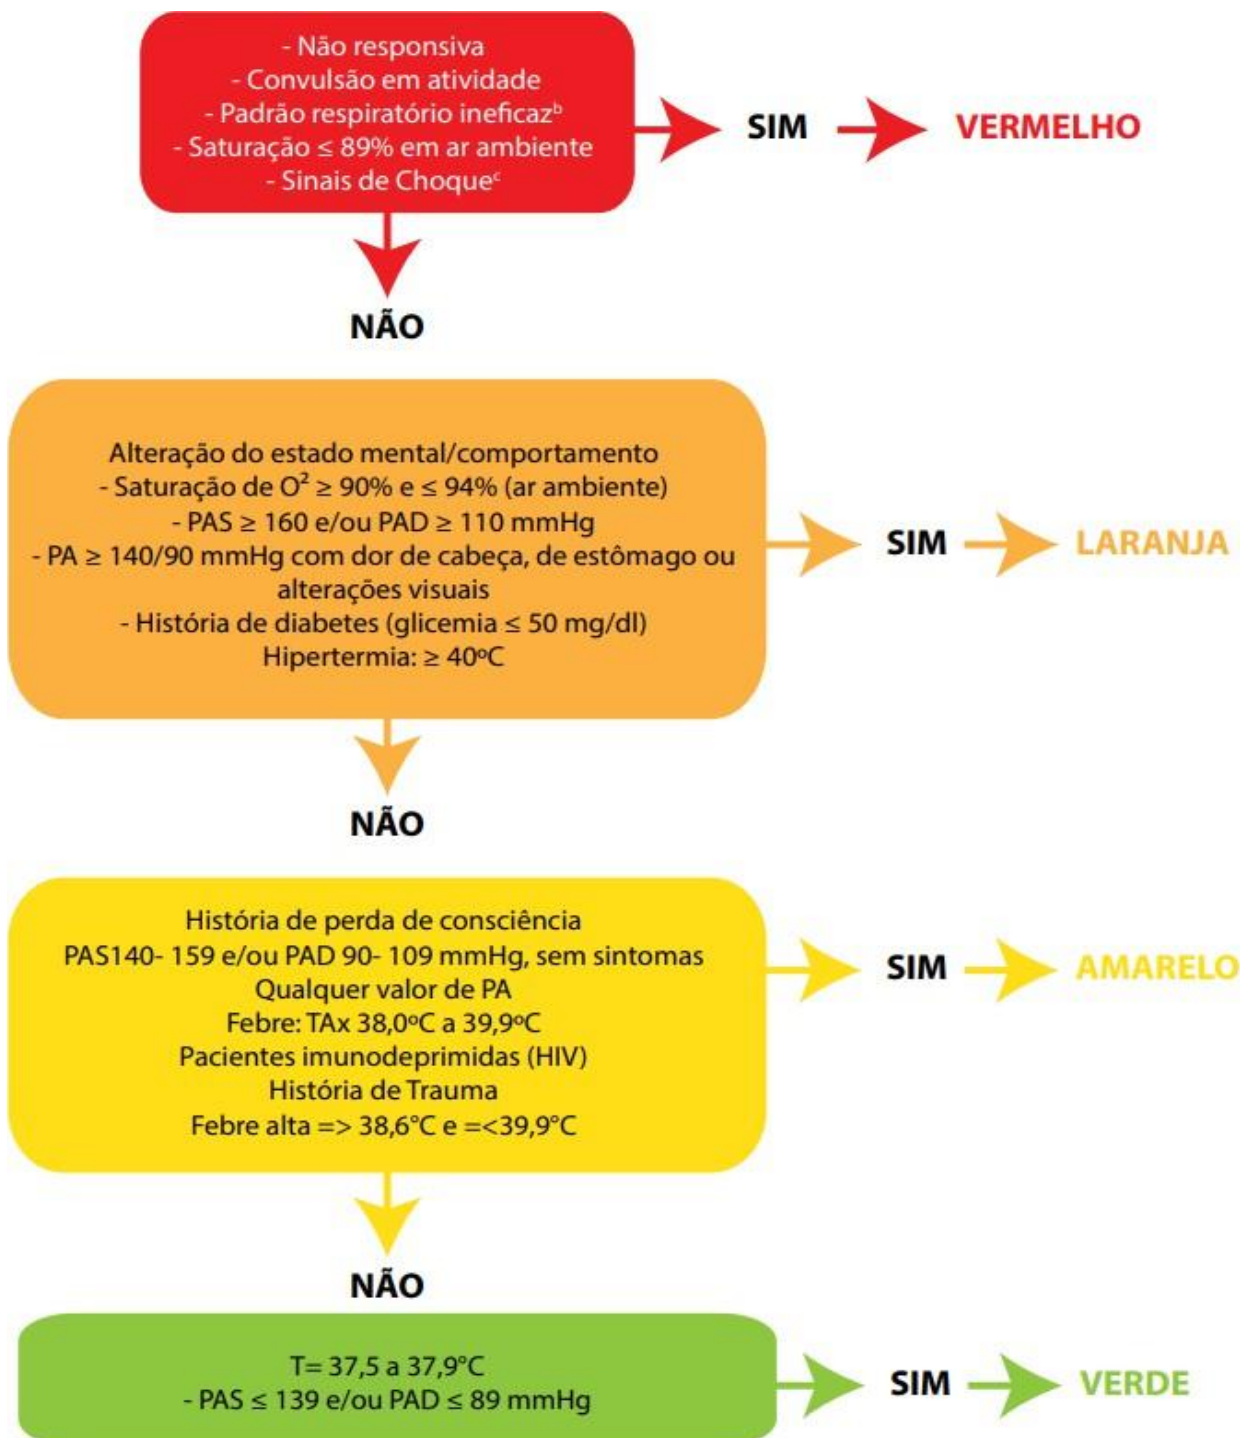 - Não responsiva
- Convulsão em atividade
- Padrão respiratório ineficazᵇ
- Saturação ≤ 89% em ar ambiente
- Sinais de Choqueᶜ
SIM
VERMELHO
NÃO
Alteração do estado mental/comportamento
- Saturação de O² ≥ 90% e ≤ 94% (ar ambiente)
- PAS ≥ 160 e/ou PAD ≥ 110 mmHg
- PA ≥ 140/90 mmHg com dor de cabeça, de estômago ou
alterações visuais
- História de diabetes (glicemia ≤ 50 mg/dl)
Hipertermia: ≥ 40ºC
SIM
LARANJA
NÃO
História de perda de consciência
PAS140- 159 e/ou PAD 90- 109 mmHg, sem sintomas
Qualquer valor de PA
Febre: TAx 38,0ºC a 39,9ºC
Pacientes imunodeprimidas (HIV)
História de Trauma
Febre alta => 38,6°C e =<39,9°C
SIM
AMARELO
NÃO
T= 37,5 a 37,9°C
- PAS ≤ 139 e/ou PAD ≤ 89 mmHg
SIM
VERDE